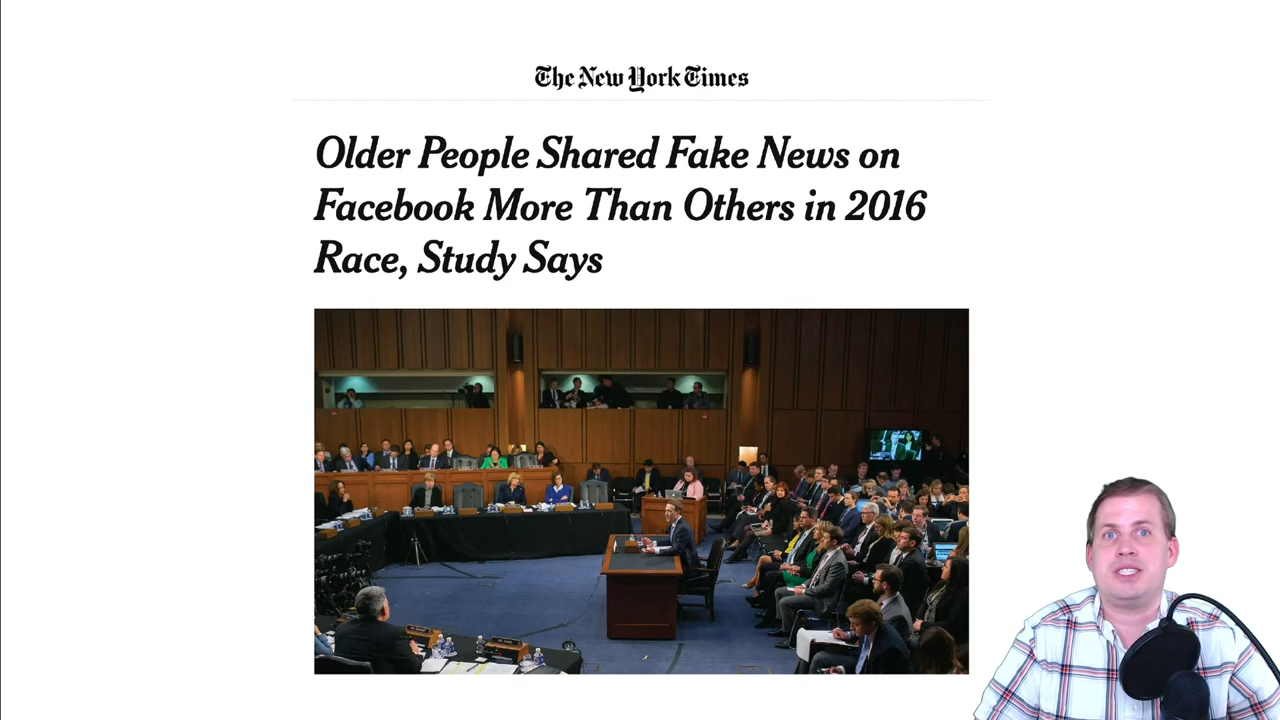 The New York Times
Older People Shared Fake News on
Facebook More Than Others in 2016
Race, Study Says